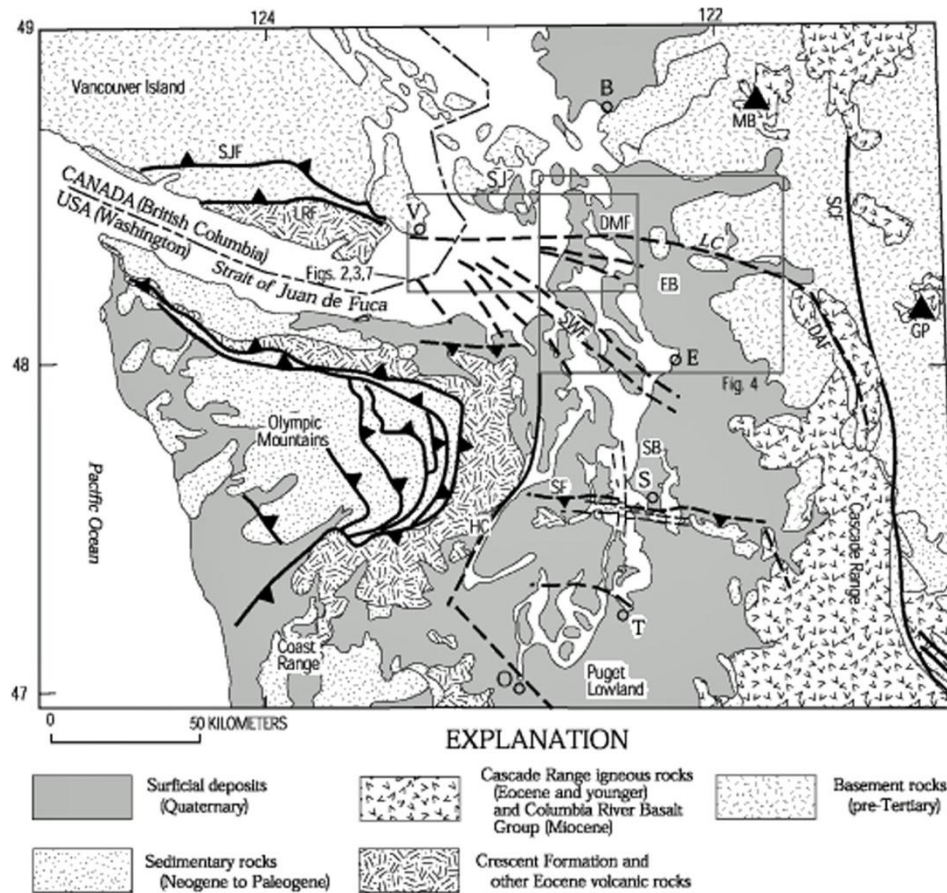 124
122
49
Vancouver Island
B
MB
SJF
SJ
CANADA (British Columbia)
USA (Washington)
LRF
V
DMF
LC
SCF
Strait of Juan de Fuca
Figs. 2,3,7
EB
SWF
DAF
GP
48
E
Fig. 4
Olympic
Mountains
Pacific Ocean
SB
SF
S
HC
Cascade Range
T
Coast
Range
Puget
Lowland
O
47
0
50 KILOMETERS
EXPLANATION
Surficial deposits
(Quaternary)
Cascade Range igneous rocks
(Eocene and younger)
and Columbia River Basalt
Group (Miocene)
Basement rocks
(pre-Tertiary)
Sedimentary rocks
(Neogene to Paleogene)
Crescent Formation and
other Eocene volcanic rocks